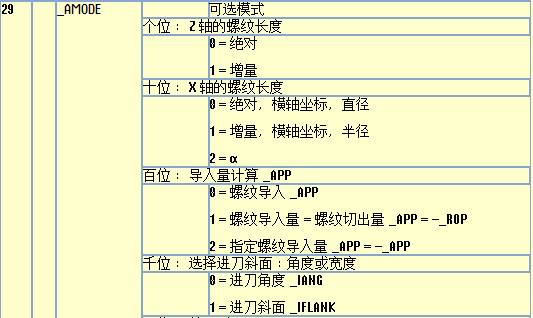 29 _AMODE 可选模式
个位： Z 轴的螺纹长度
0 = 绝对
1 = 增量
十位： X 轴的螺纹长度
0 = 绝对，横轴坐标，直径
1 = 增量，横轴坐标，半径
2 = α
百位： 导入量计算 _APP
0 = 螺纹导入 _APP
1 = 螺纹导入量 = 螺纹切出量 _APP = -_ROP
2 = 指定螺纹导入量 _APP = -_APP
千位： 选择进刀斜面：角度或宽度
0 = 进刀角度 _IANG
1 = 进刀斜面 _IFLANK